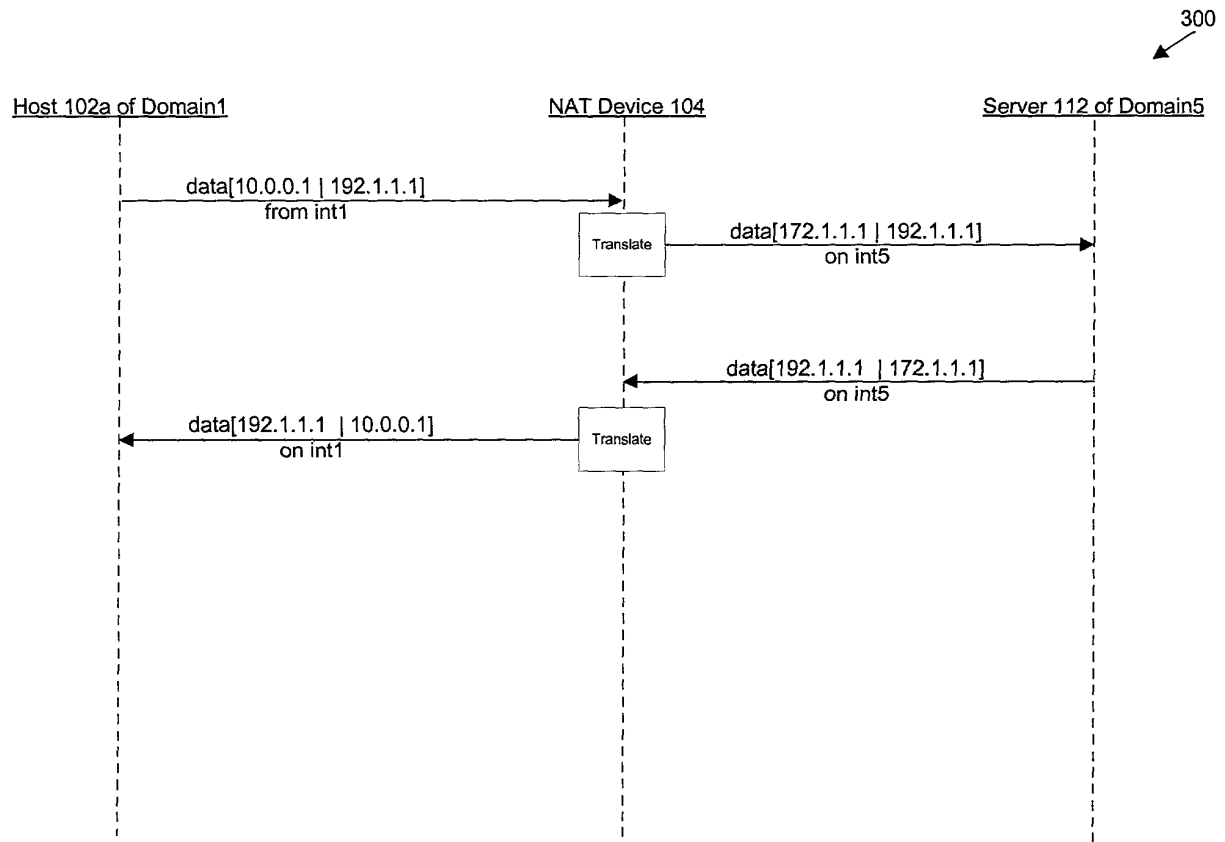 300
Host 102a of Domain1
NAT Device 104
Server 112 of Domain5
data[10.0.0.1 | 192.1.1.1]
from int1
Translate
data[172.1.1.1 | 192.1.1.1]
on int5
data[192.1.1.1 | 172.1.1.1]
on int5
data[192.1.1.1 | 10.0.0.1]
on int1
Translate